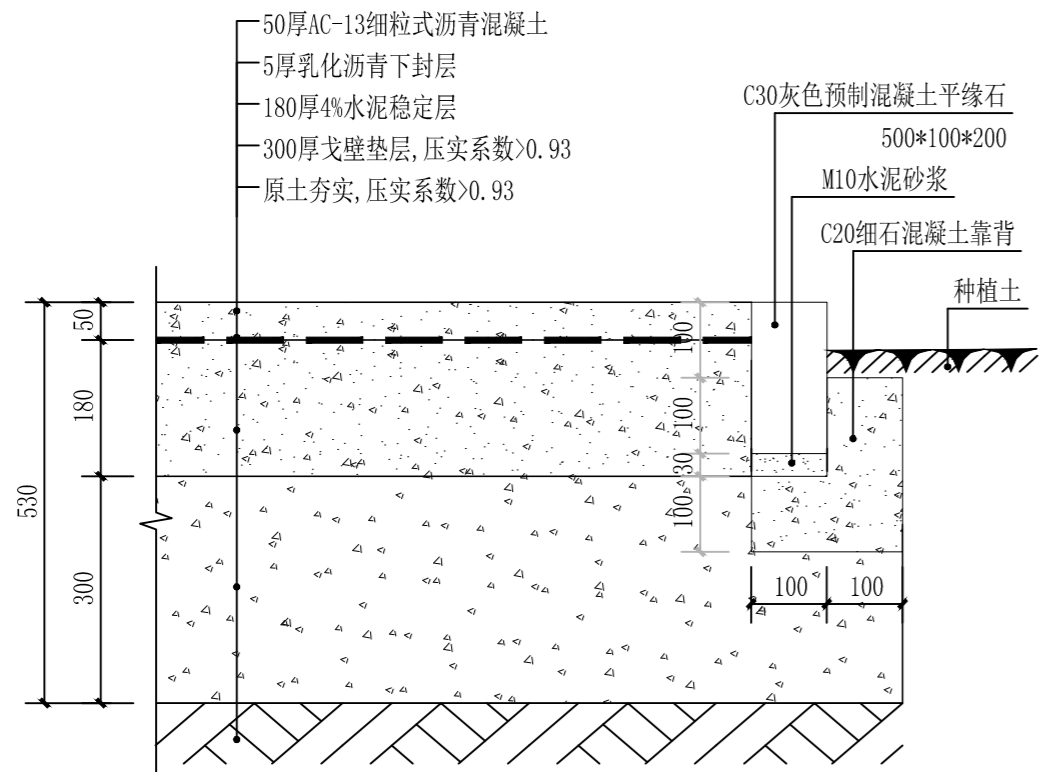 50厚AC-13细粒式沥青混凝土
5厚乳化沥青下封层
180厚4%水泥稳定层
300厚戈壁垫层,压实系数>0.93
原土夯实,压实系数>0.93
C30灰色预制混凝土平缘石
500*100*200
M10水泥砂浆
C20细石混凝土靠背
种植土
50
180
300
530
100
100
30
100
100
100